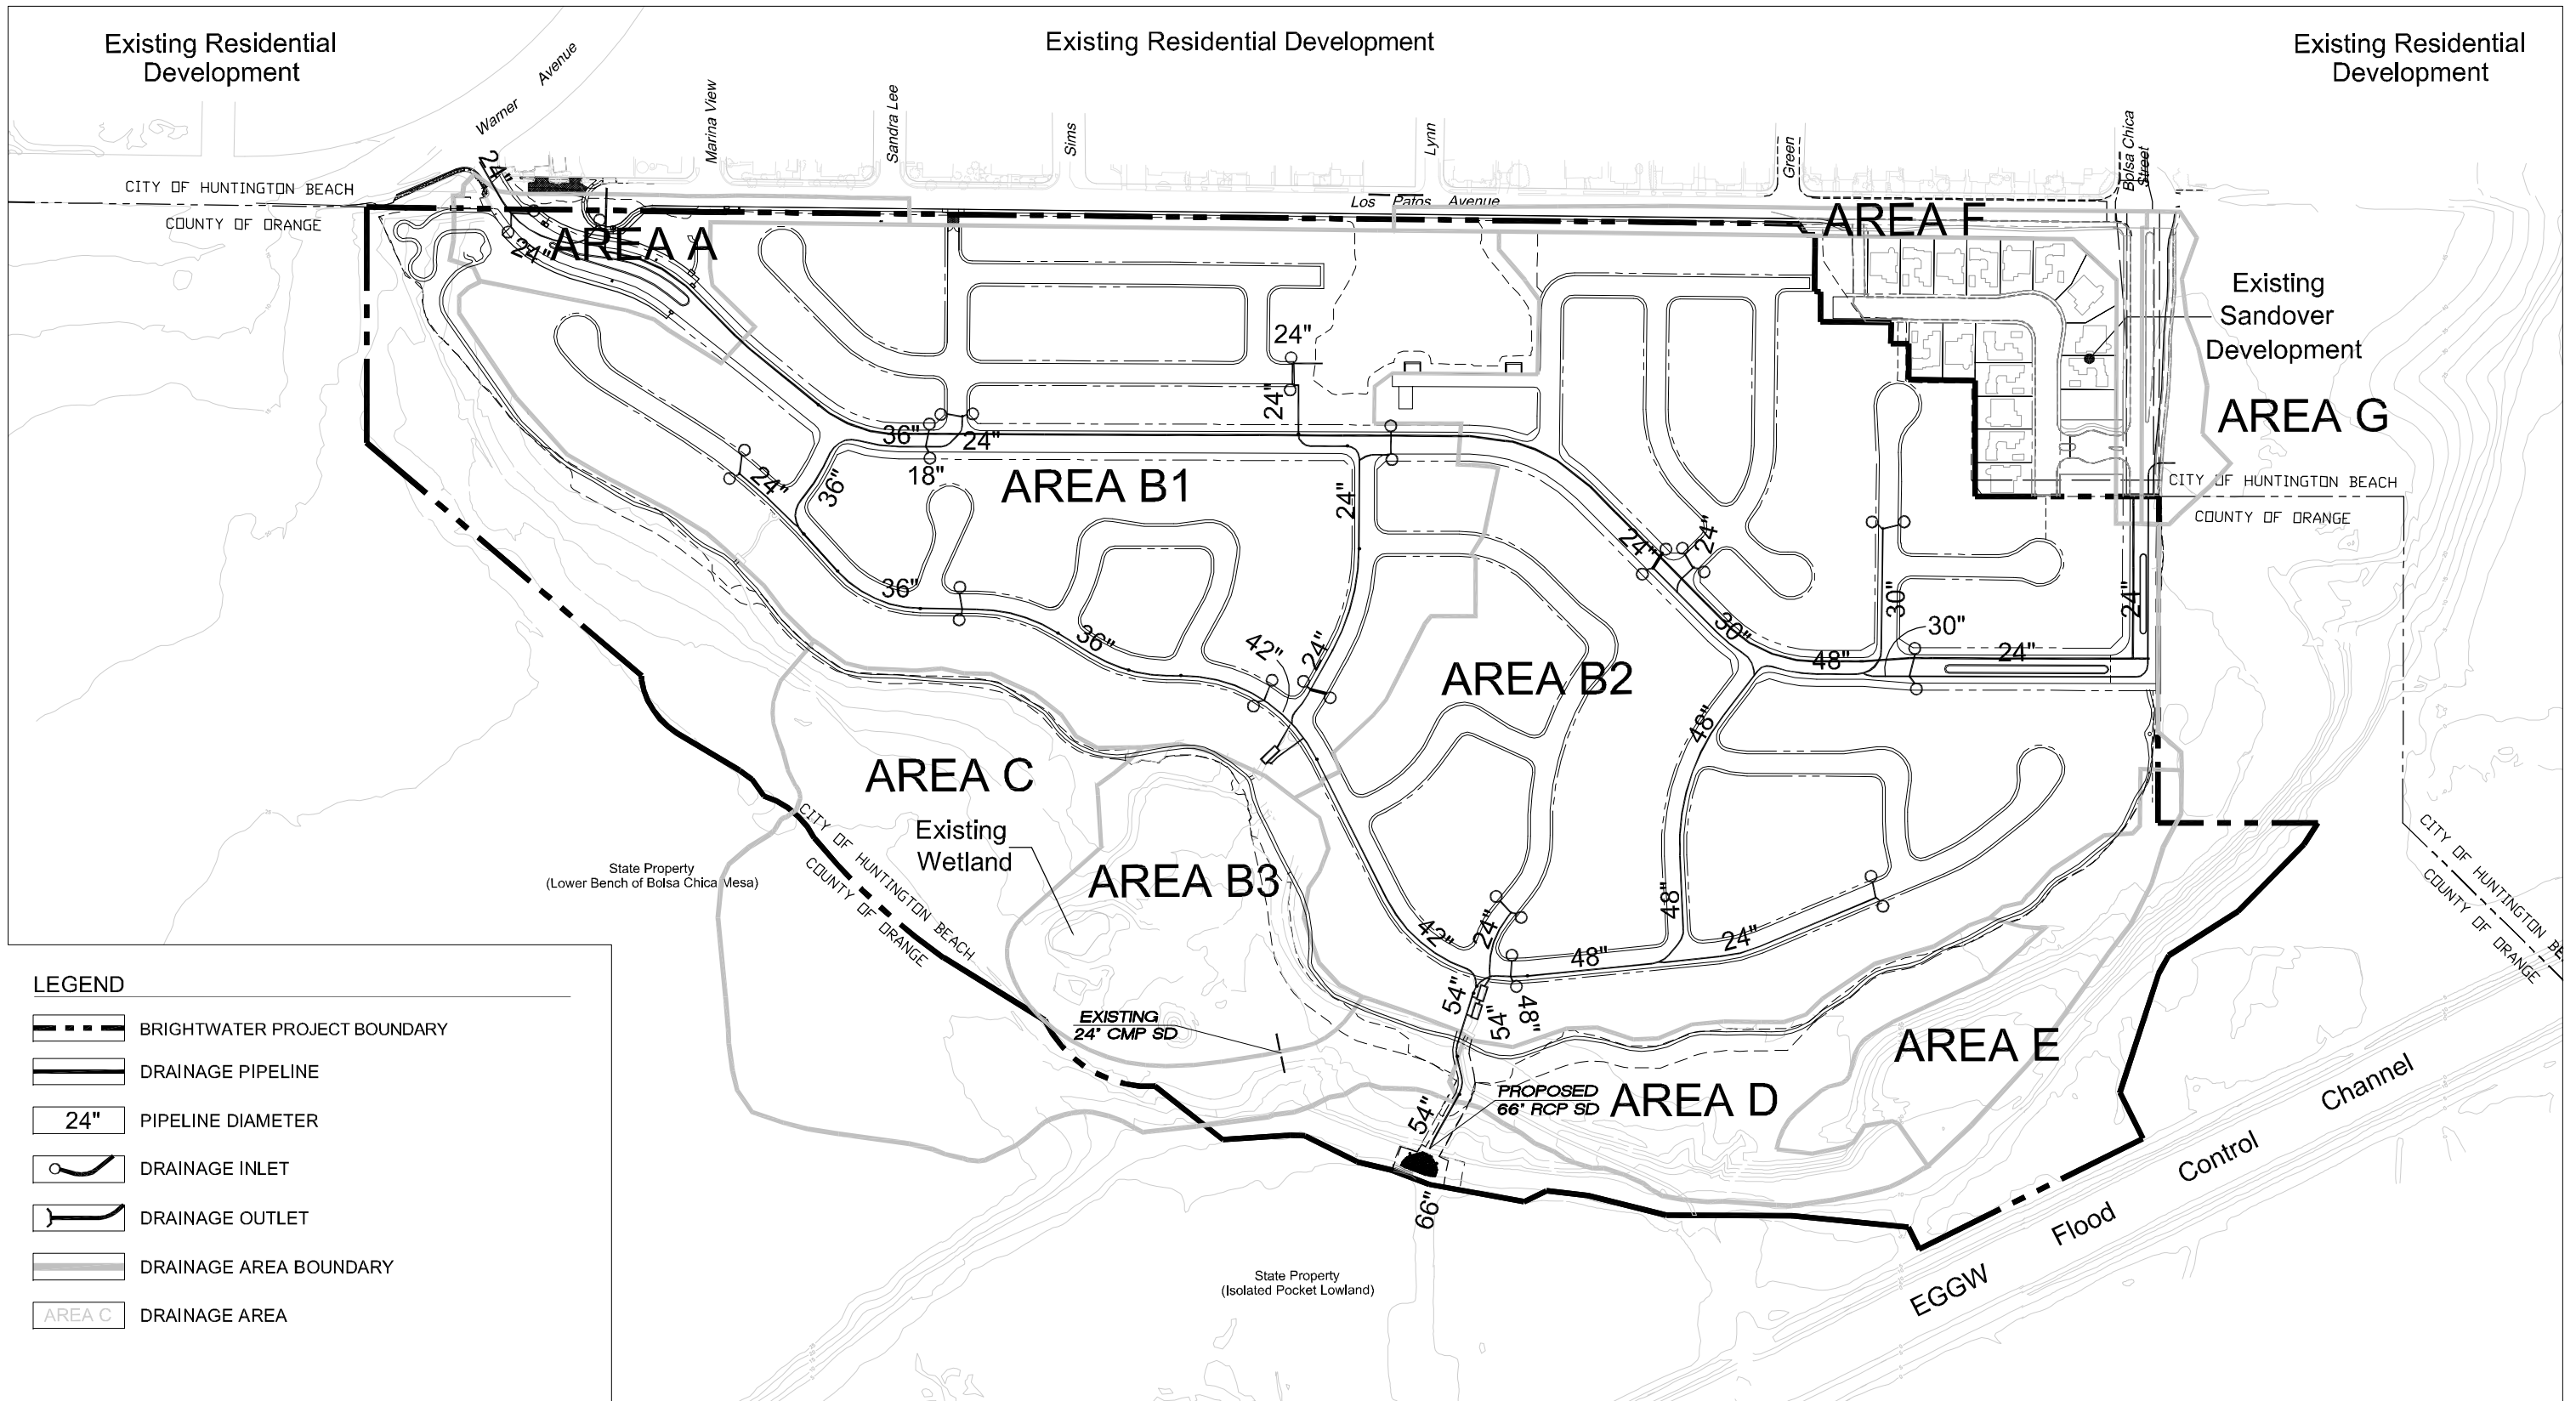 Existing Residential
Development
Existing Residential Development
Existing Residential
Development
Warner Avenue
Marina View
Sandra Lee
Sims
Lynn
Green
Bolsa Chica
Street
CITY OF HUNTINGTON BEACH
COUNTY OF ORANGE
Los Patos Avenue
24"
24"
AREA A
AREA F
Existing
Sandover
Development
AREA G
24"
24"
36"
24"
18"
24"
36"
AREA B1
24"
CITY OF HUNTINGTON BEACH
COUNTY OF ORANGE
24"
24"
36"
30"
24"
30"
30"
36"
42"
24"
48"
24"
AREA B2
48"
AREA C
Existing
Wetland
CITY OF HUNTINGTON BEACH
COUNTY OF ORANGE
State Property
(Lower Bench of Bolsa Chica Mesa)
AREA B3
CITY OF HUNTINGTON BE
COUNTY OF ORANGE
48"
42"
24"
48"
24"
54"
54"
48"
EXISTING
24" CMP SD
AREA E
PROPOSED
66" RCP SD
AREA D
54"
66"
State Property
(Isolated Pocket Lowland)
EGGW Flood Control Channel
LEGEND
BRIGHTWATER PROJECT BOUNDARY
DRAINAGE PIPELINE
24" PIPELINE DIAMETER
DRAINAGE INLET
DRAINAGE OUTLET
DRAINAGE AREA BOUNDARY
AREA C DRAINAGE AREA